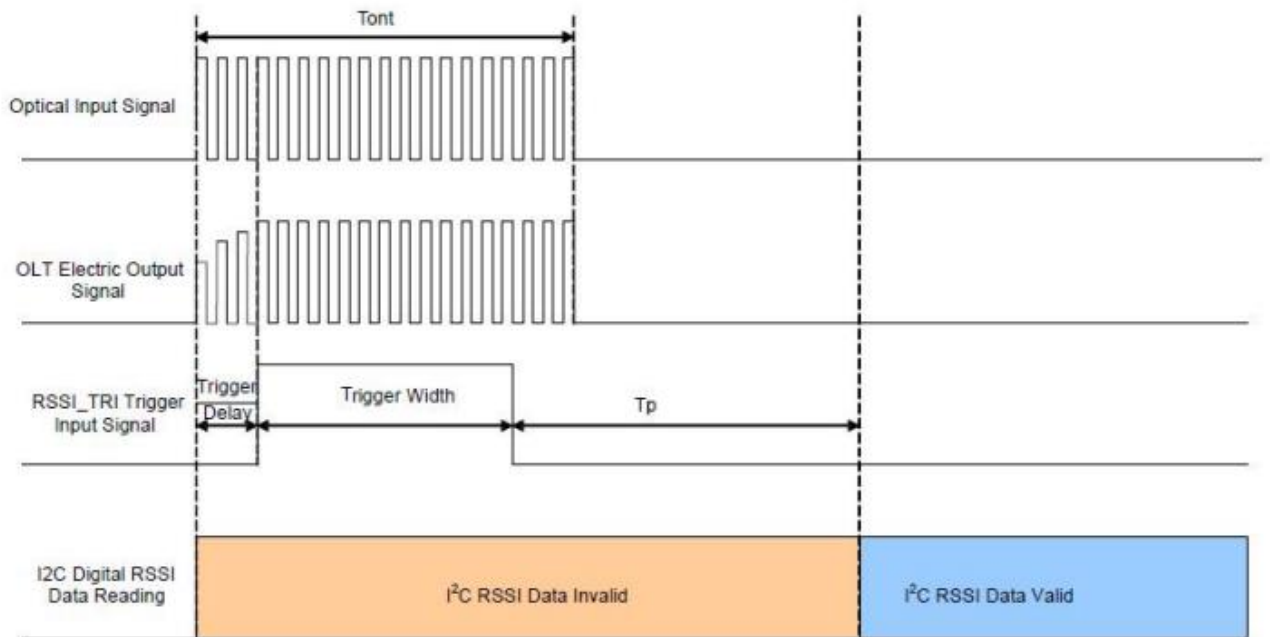 Tont
Optical Input Signal
OLT Electric Output
Signal
RSSI_TRI Trigger
Input Signal
Trigger
Delay
Trigger Width
Tp
I2C Digital RSSI
Data Reading
I²C RSSI Data Invalid
I²C RSSI Data Valid